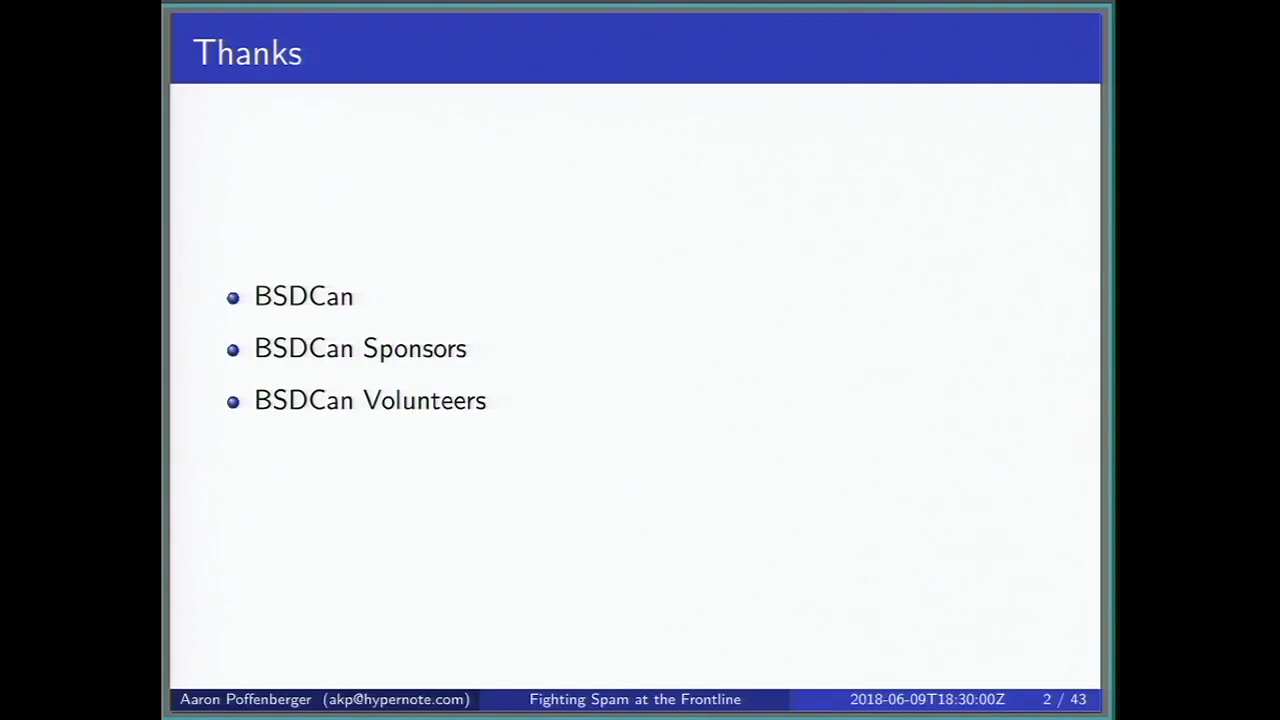 Thanks
BSDCan
BSDCan Sponsors
BSDCan Volunteers
Aaron Poffenberger (akp@hypernote.com) Fighting Spam at the Frontline 2018-06-09T18:30:00Z 2 / 43